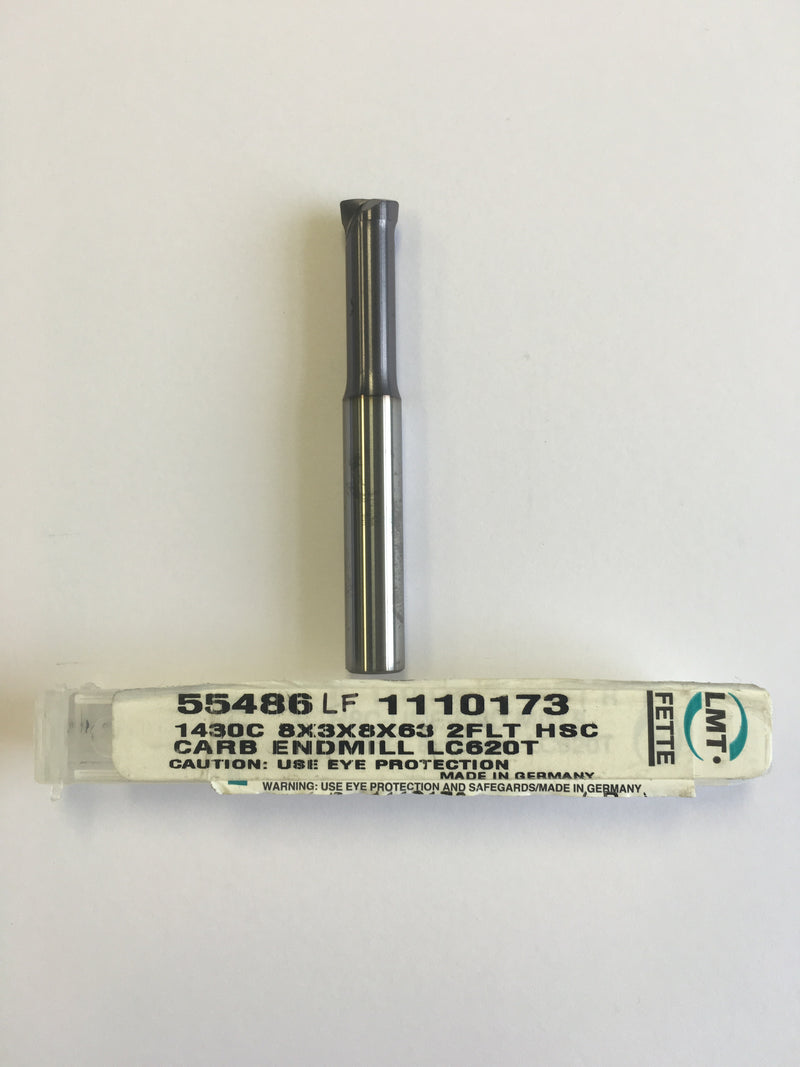 55486 LF 1110173
1430C 8X3X8X63 2FLT HSC
CARB ENDMILL LC620T
CAUTION: USE EYE PROTECTION
MADE IN GERMANY
WARNING: USE EYE PROTECTION AND SAFEGARDS/MADE IN GERMANY
LMT
FETTE